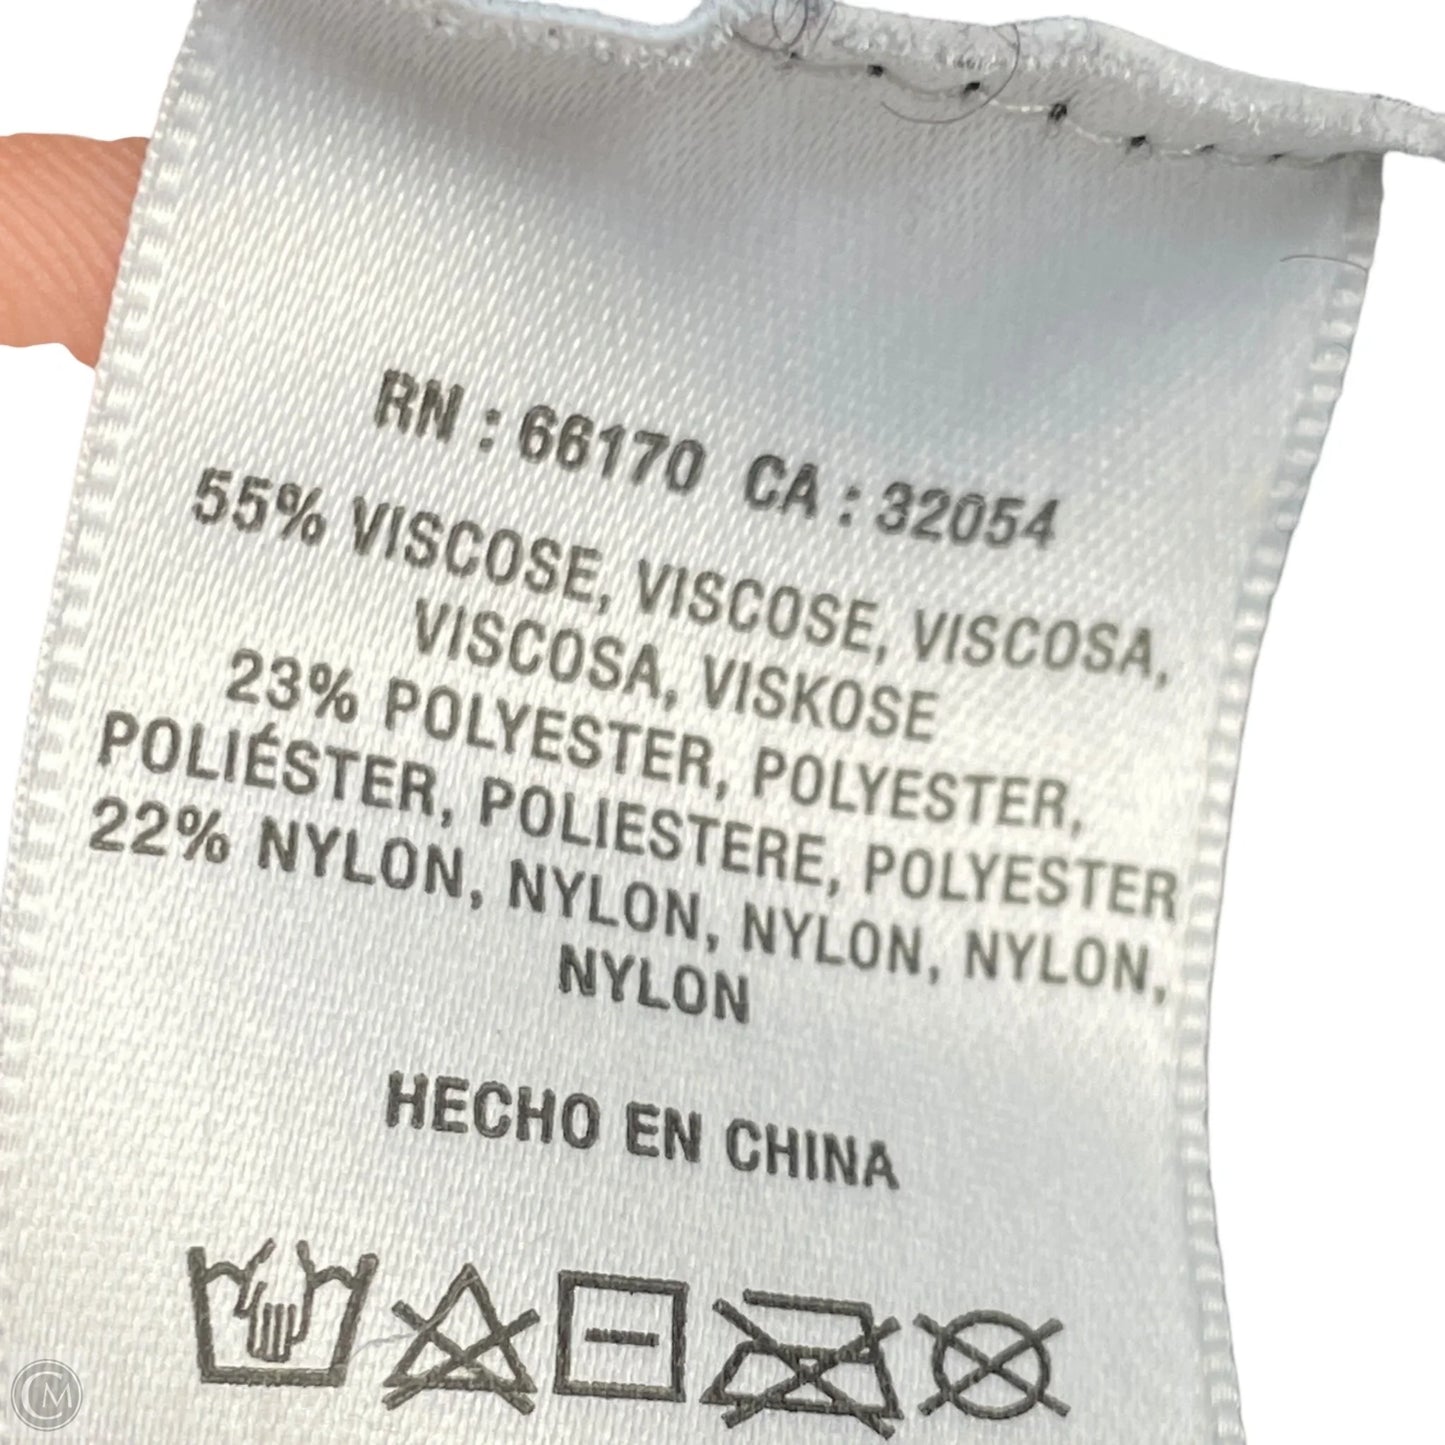 RN : 66170 CA : 32054
55% VISCOSE, VISCOSE, VISCOSA,
VISCOSA, VISKOSE
23% POLYESTER, POLYESTER,
POLIÉSTER, POLIESTERE, POLYESTER
22% NYLON, NYLON, NYLON, NYLON,
NYLON
HECHO EN CHINA
CM